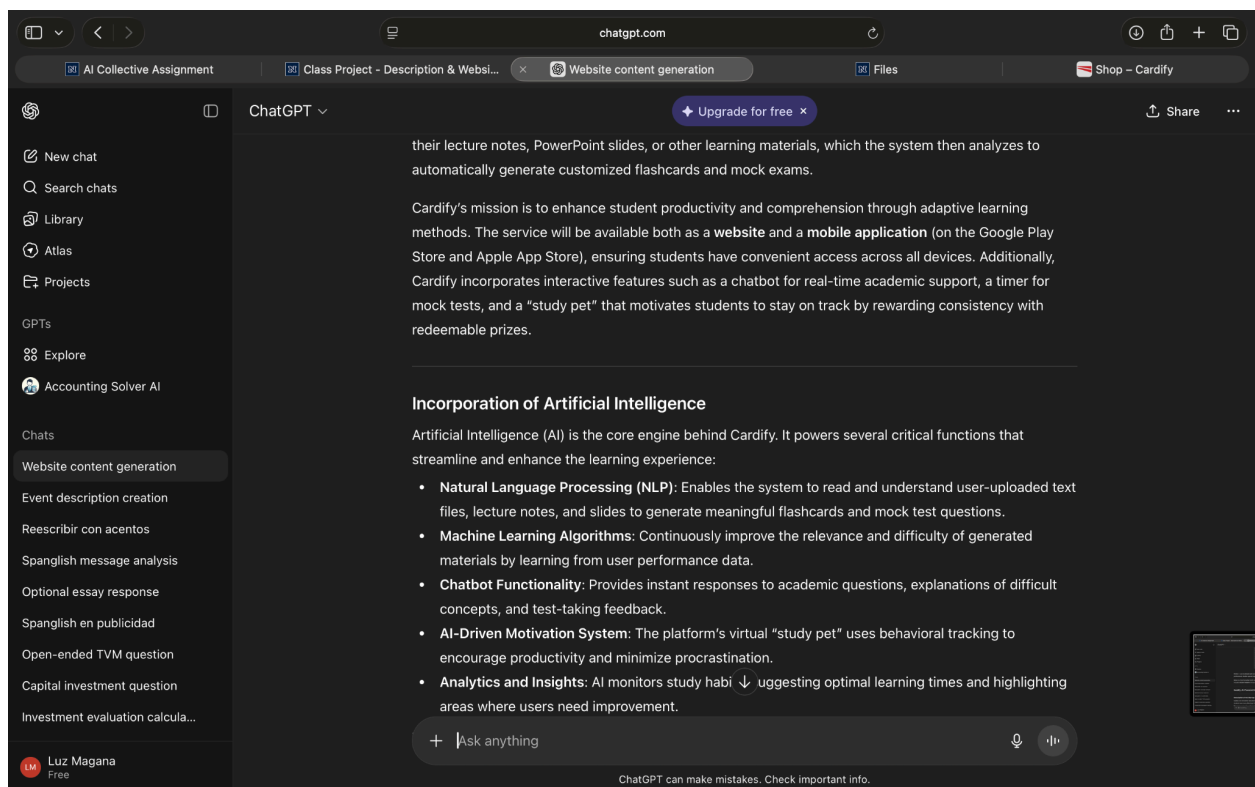 chatgpt.com
AI Collective Assignment
Class Project - Description & Websi...
Website content generation
Files
Shop – Cardify
ChatGPT
Upgrade for free
Share
New chat
Search chats
Library
Atlas
Projects
GPTs
Explore
Accounting Solver AI
Chats
Website content generation
Event description creation
Reescribir con acentos
Spanglish message analysis
Optional essay response
Spanglish en publicidad
Open-ended TVM question
Capital investment question
Investment evaluation calcula...
LM
Luz Magana
Free
their lecture notes, PowerPoint slides, or other learning materials, which the system then analyzes to
automatically generate customized flashcards and mock exams.
Cardify’s mission is to enhance student productivity and comprehension through adaptive learning
methods. The service will be available both as a website and a mobile application (on the Google Play
Store and Apple App Store), ensuring students have convenient access across all devices. Additionally,
Cardify incorporates interactive features such as a chatbot for real-time academic support, a timer for
mock tests, and a “study pet” that motivates students to stay on track by rewarding consistency with
redeemable prizes.
Incorporation of Artificial Intelligence
Artificial Intelligence (AI) is the core engine behind Cardify. It powers several critical functions that
streamline and enhance the learning experience:
• Natural Language Processing (NLP): Enables the system to read and understand user-uploaded text
files, lecture notes, and slides to generate meaningful flashcards and mock test questions.
• Machine Learning Algorithms: Continuously improve the relevance and difficulty of generated
materials by learning from user performance data.
• Chatbot Functionality: Provides instant responses to academic questions, explanations of difficult
concepts, and test-taking feedback.
• AI-Driven Motivation System: The platform’s virtual “study pet” uses behavioral tracking to
encourage productivity and minimize procrastination.
• Analytics and Insights: AI monitors study habi uggesting optimal learning times and highlighting
areas where users need improvement.
Ask anything
ChatGPT can make mistakes. Check important info.